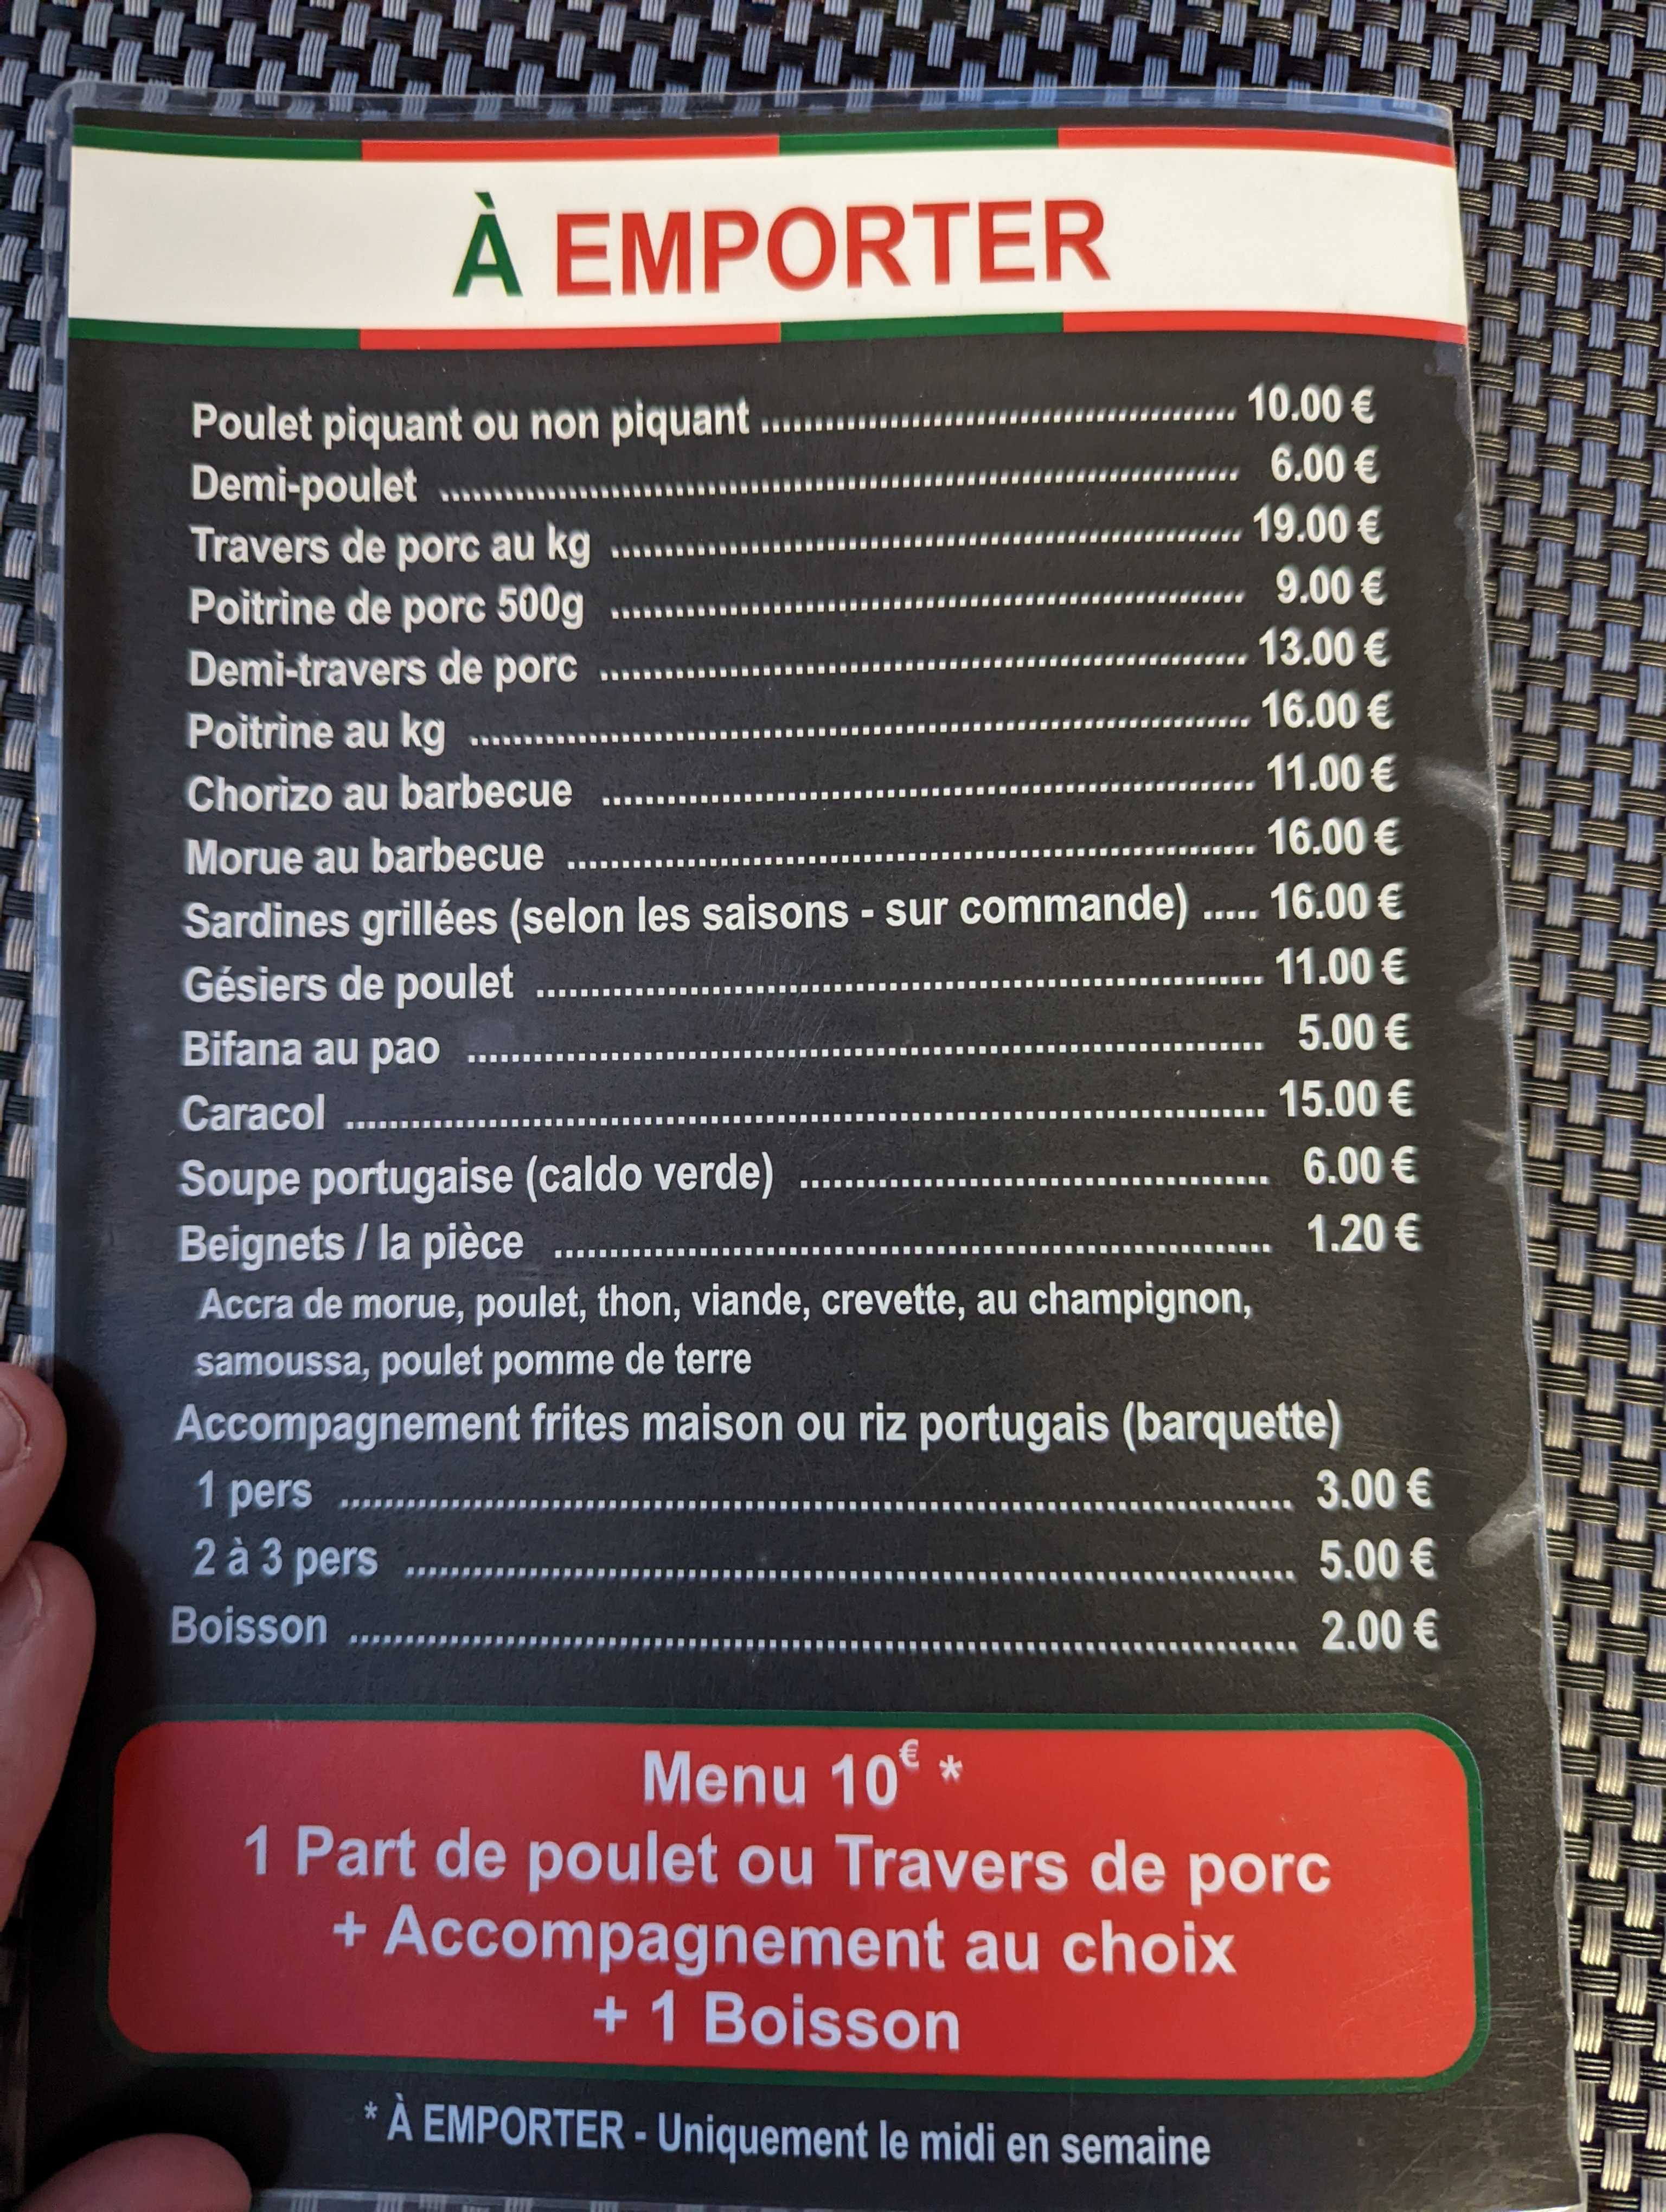 À EMPORTER
Poulet piquant ou non piquant ........ 10.00 €
Demi-poulet ........ 6.00 €
Travers de porc au kg ........ 19.00 €
Poitrine de porc 500g ........ 9.00 €
Demi-travers de porc ........ 13.00 €
Poitrine au kg ........ 16.00 €
Chorizo au barbecue ........ 11.00 €
Morue au barbecue ........ 16.00 €
Sardines grillées (selon les saisons - sur commande) ..... 16.00 €
Gésiers de poulet ........ 11.00 €
Bifana au pao ........ 5.00 €
Caracol ........ 15.00 €
Soupe portugaise (caldo verde) ........ 6.00 €
Beignets / la pièce ........ 1.20 €
Accra de morue, poulet, thon, viande, crevette, au champignon,
samoussa, poulet pomme de terre
Accompagnement frites maison ou riz portugais (barquette)
1 pers ........ 3.00 €
2 à 3 pers ........ 5.00 €
Boisson ........ 2.00 €
Menu 10€ *
1 Part de poulet ou Travers de porc
+ Accompagnement au choix
+ 1 Boisson
* À EMPORTER - Uniquement le midi en semaine